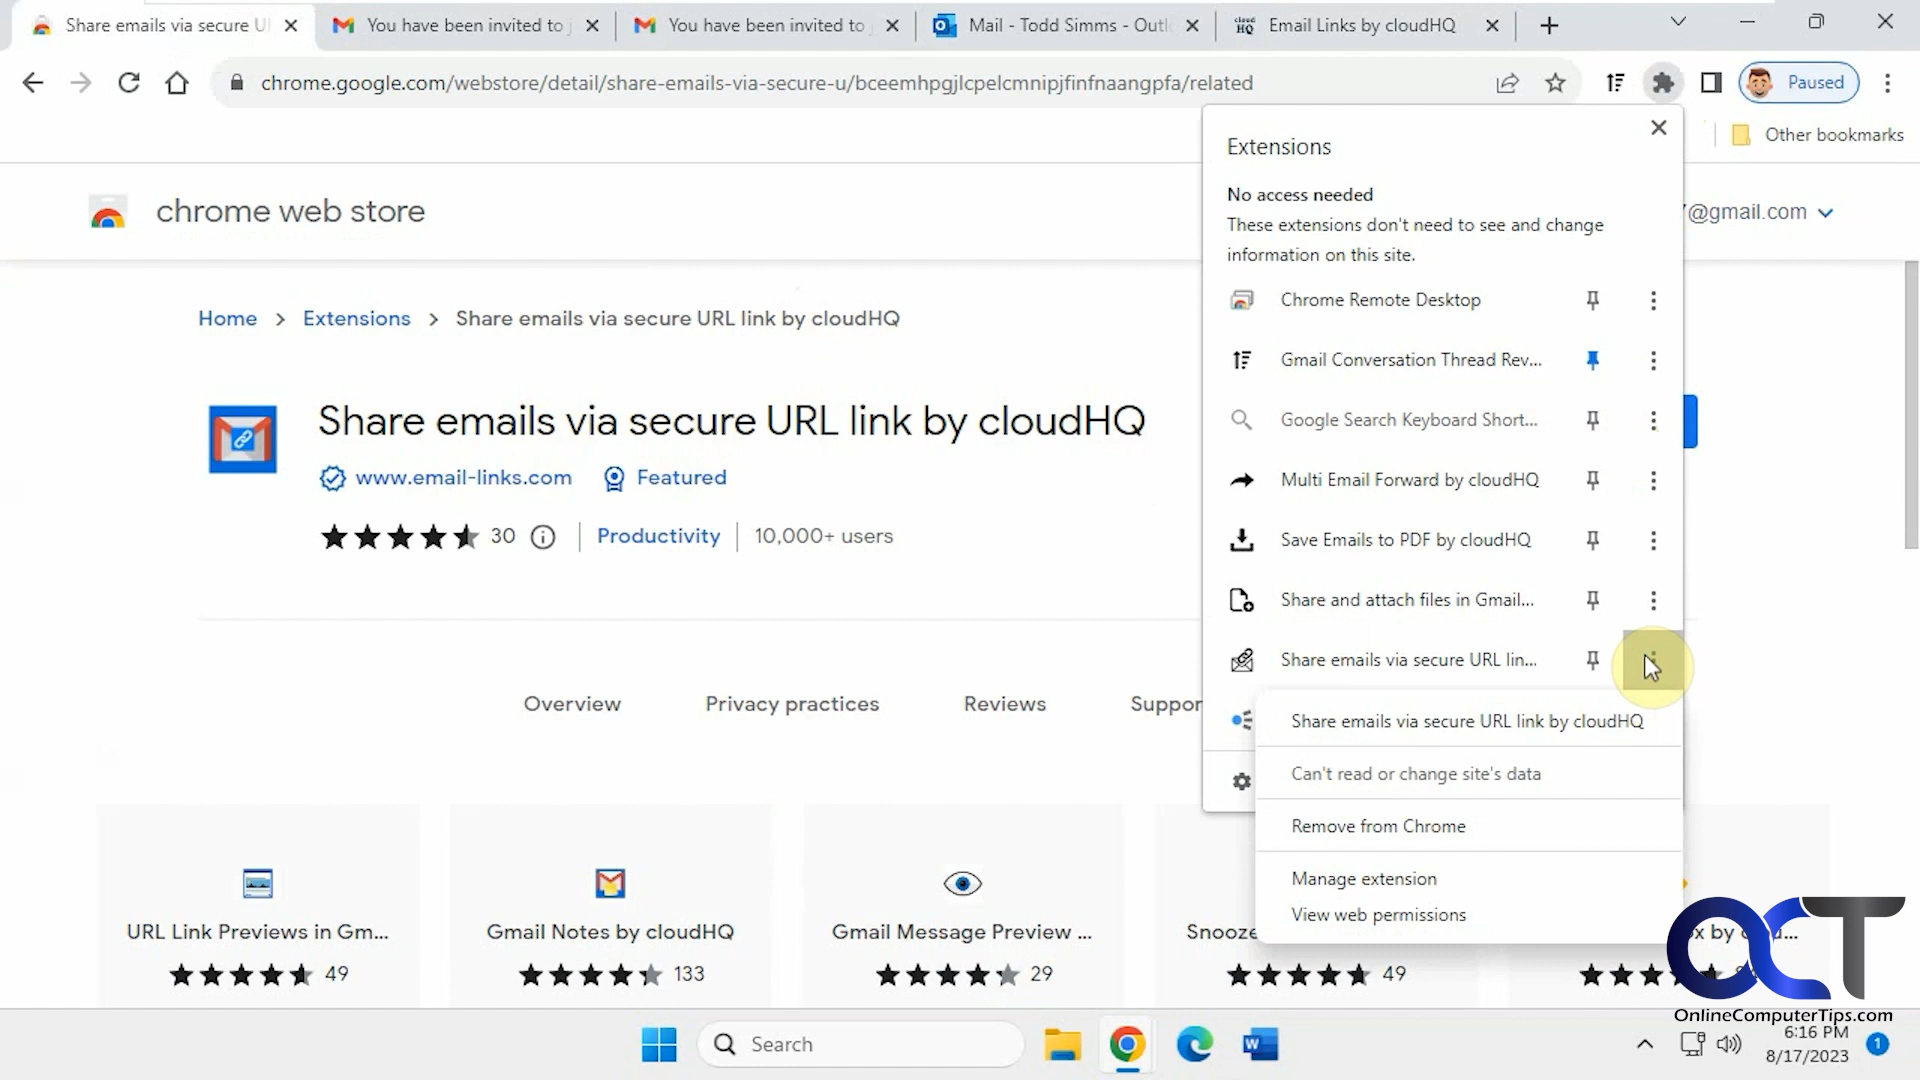 Share emails via secure U
You have been invited to j
You have been invited to j
Mail - Todd Simms - Outlo
cloud HQ
Email Links by cloudHQ
chrome.google.com/webstore/detail/share-emails-via-secure-u/bceemhpgjlcpelcmnipjfinfnaangpfa/related
Paused
Other bookmarks
chrome web store
@gmail.com
Home > Extensions > Share emails via secure URL link by cloudHQ
Share emails via secure URL link by cloudHQ
www.email-links.com
Featured
30
Productivity
10,000+ users
Overview
Privacy practices
Reviews
Suppor
URL Link Previews in Gm...
49
Gmail Notes by cloudHQ
133
Gmail Message Preview ...
29
Snooze
49
Extensions
No access needed
These extensions don't need to see and change
information on this site.
Chrome Remote Desktop
Gmail Conversation Thread Rev...
Google Search Keyboard Short...
Multi Email Forward by cloudHQ
Save Emails to PDF by cloudHQ
Share and attach files in Gmail...
Share emails via secure URL lin...
Share emails via secure URL link by cloudHQ
Can't read or change site's data
Remove from Chrome
Manage extension
View web permissions
OCT
OnlineComputerTips.com
Search
W
6:16 PM
8/17/2023
1